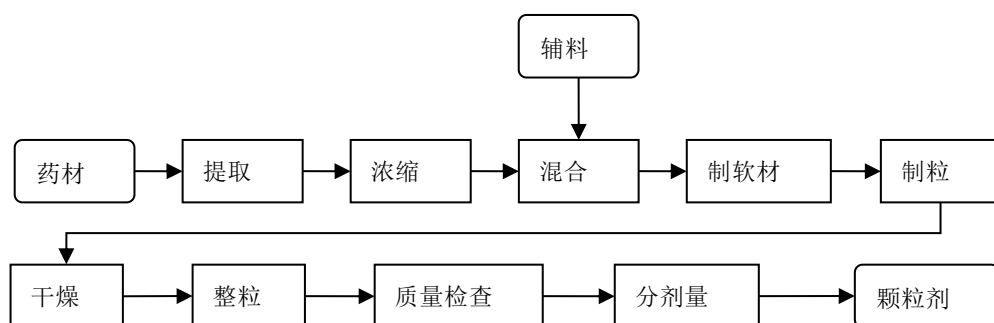 辅料
药材
提取
浓缩
混合
制软材
制粒
干燥
整粒
质量检查
分剂量
颗粒剂